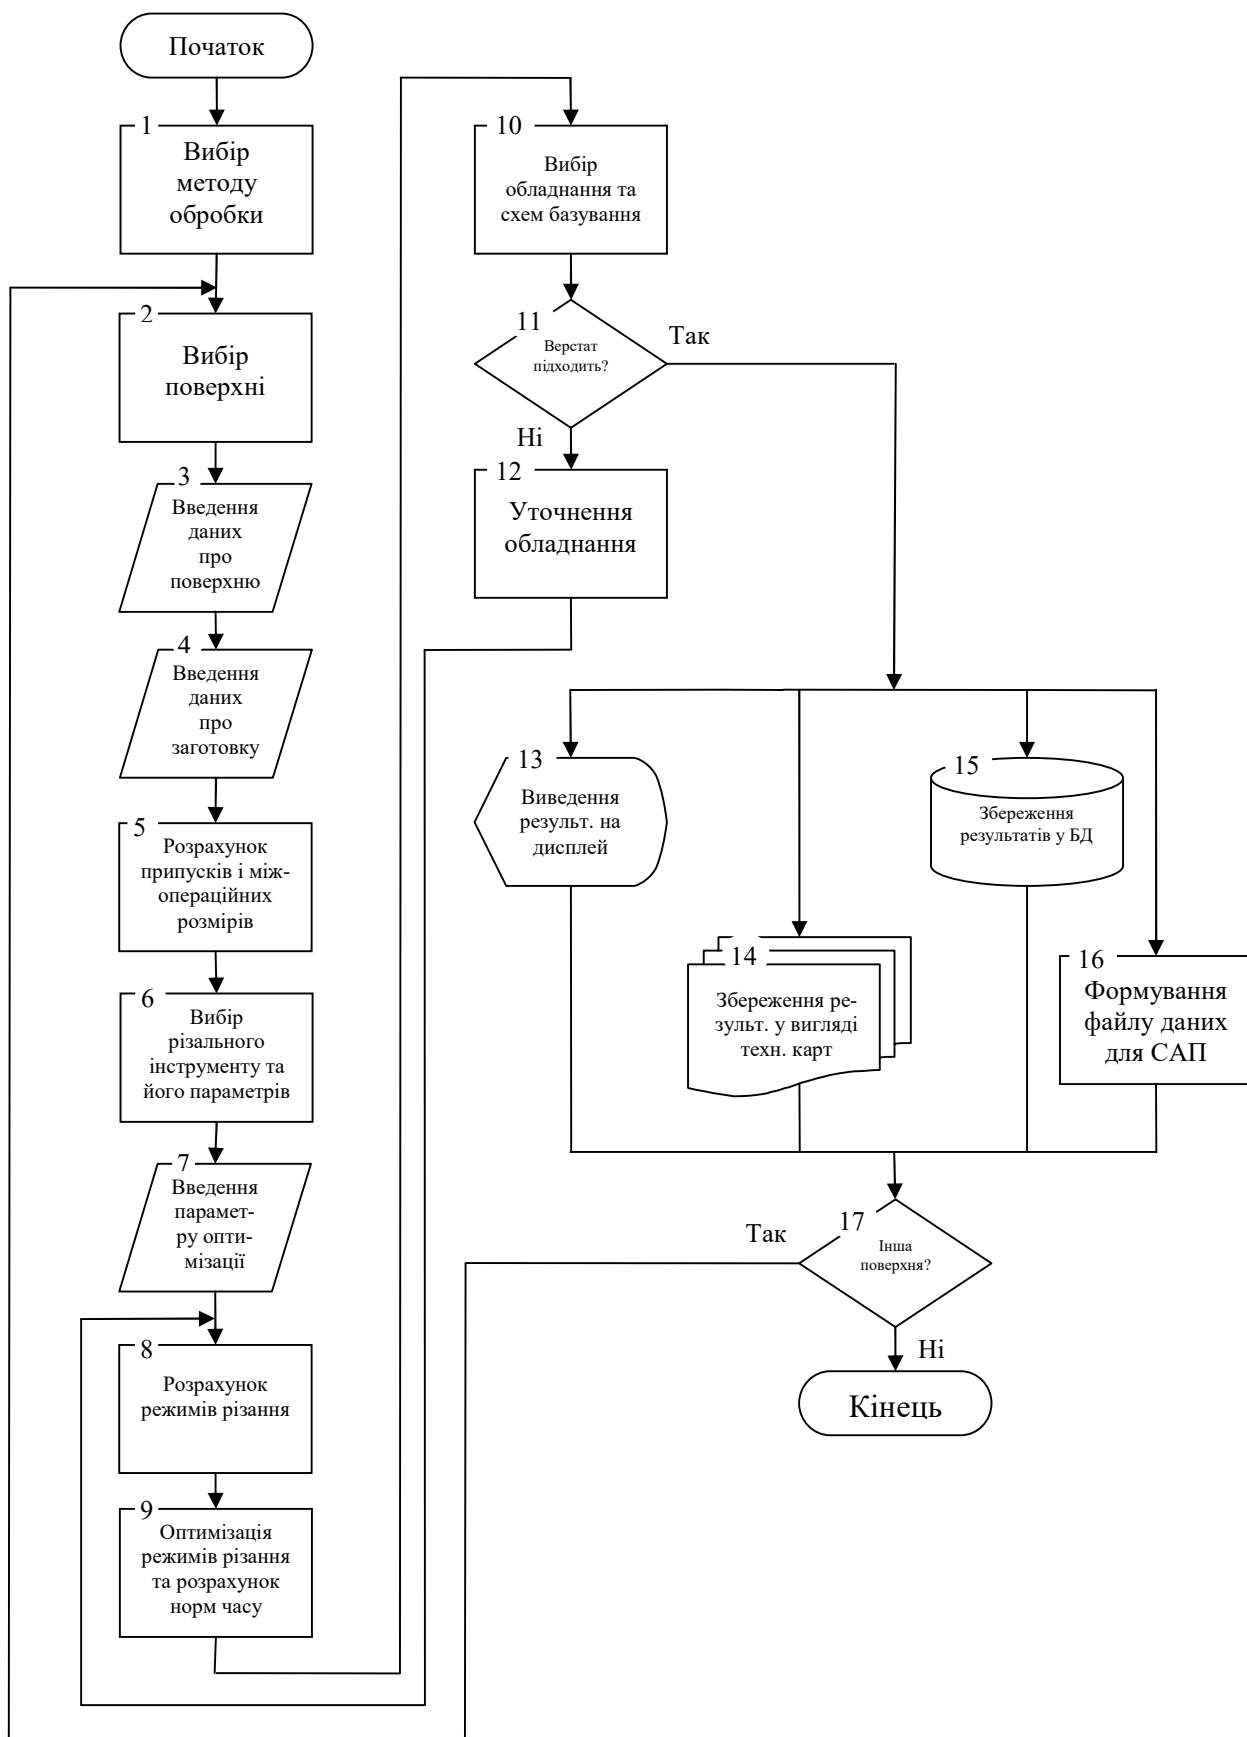 Початок
1
Вибір
методу
обробки
2
Вибір
поверхні
3
Введення
даних
про
поверхню
4
Введення
даних
про
заготовку
5
Розрахунок
припусків і між-
операційних
розмірів
6
Вибір
різального
інструменту та
його параметрів
7
Введення
парамет-
ру опти-
мізації
8
Розрахунок
режимів різання
9
Оптимізація
режимів різання
та розрахунок
норм часу
10
Вибір
обладнання та
схем базування
11
Верстат
підходить?
Так
Ні
12
Уточнення
обладнання
13
Виведення
результ. на
дисплей
14
Збереження ре-
зульт. у вигляді
техн. карт
15
Збереження
результатів у БД
16
Формування
файлу даних
для САП
17
Інша
поверхня?
Так
Ні
Кінець